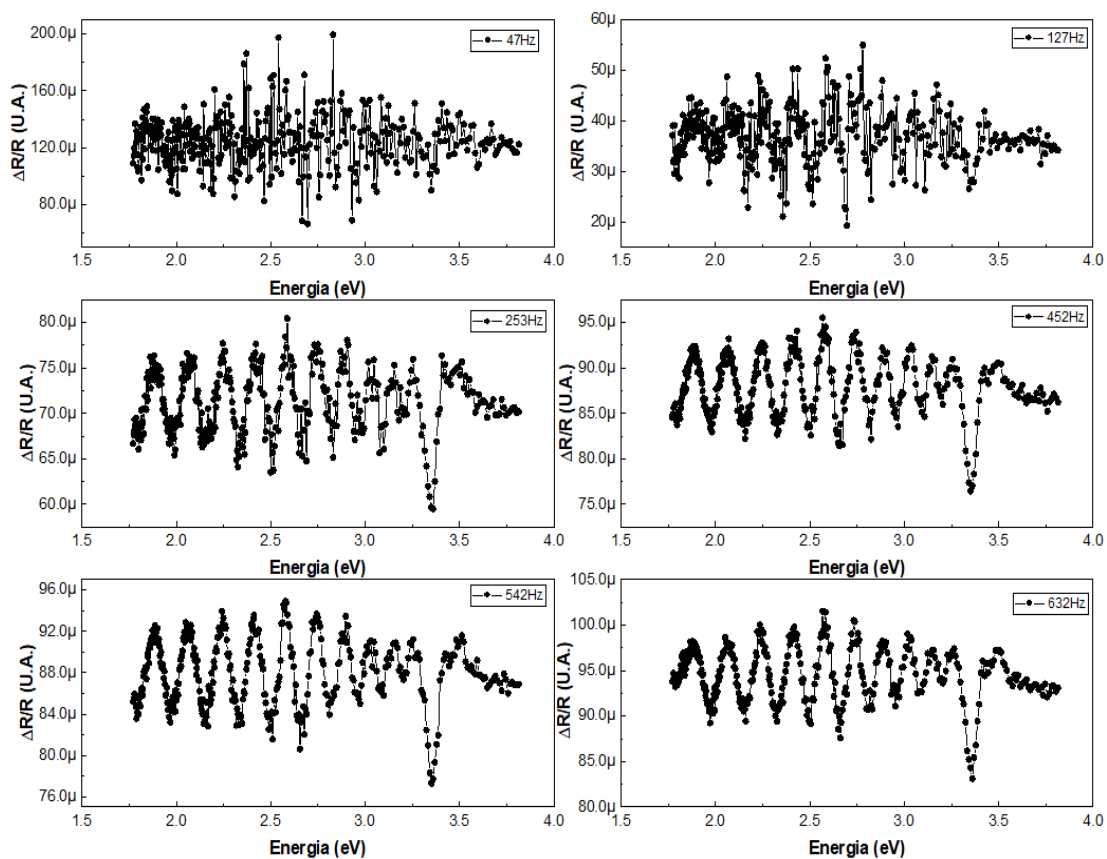 200.0µ
160.0µ
120.0µ
80.0µ
ΔR/R (U.A.)
47Hz
1.5 2.0 2.5 3.0 3.5 4.0
Energia (eV)
60µ
50µ
40µ
30µ
20µ
ΔR/R (U.A.)
127Hz
1.5 2.0 2.5 3.0 3.5 4.0
Energia (eV)
80.0µ
75.0µ
70.0µ
65.0µ
60.0µ
ΔR/R (U.A.)
253Hz
1.5 2.0 2.5 3.0 3.5 4.0
Energia (eV)
95.0µ
90.0µ
85.0µ
80.0µ
75.0µ
ΔR/R (U.A.)
452Hz
1.5 2.0 2.5 3.0 3.5 4.0
Energia (eV)
96.0µ
92.0µ
88.0µ
84.0µ
80.0µ
76.0µ
ΔR/R (U.A.)
542Hz
1.5 2.0 2.5 3.0 3.5 4.0
Energia (eV)
105.0µ
100.0µ
95.0µ
90.0µ
85.0µ
80.0µ
ΔR/R (U.A.)
632Hz
1.5 2.0 2.5 3.0 3.5 4.0
Energia (eV)